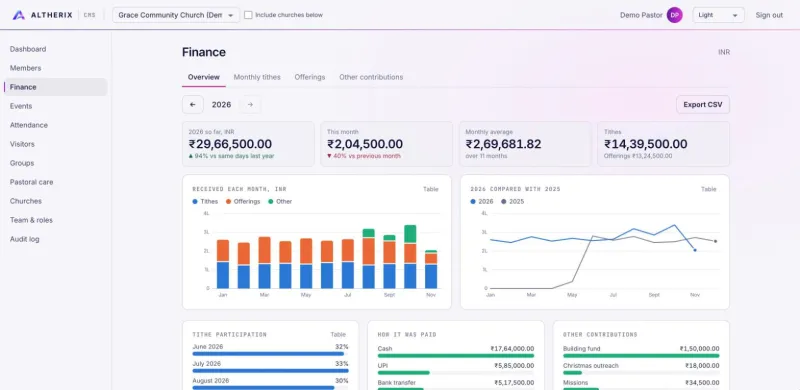 ALTHERIX CMS Grace Community Church (Den Include churches below Demo Pastor DP Light Sign out
Dashboard
Members
Finance
Events
Attendance
Visitors
Groups
Pastoral care
Churches
Team & roles
Audit log
Finance INR
Overview Monthly tithes Offerings Other contributions
← 2026 → Export CSV
2026 so far, INR
₹29,66,500.00
▲ 94% vs same days last year
This month
₹2,04,500.00
▼ 40% vs previous month
Monthly average
₹2,69,681.82
over 11 months
Tithes
₹14,39,500.00
Offerings ₹13,24,500.00
RECEIVED EACH MONTH, INR Table
Tithes Offerings Other
4L
3L
2L
1L
0
Jan Mar May Jul Sept Nov
2026 COMPARED WITH 2025 Table
2026 2025
4L
3L
2L
1L
0
Jan Mar May Jul Sept Nov
TITHE PARTICIPATION Table
June 2026 32%
July 2026 33%
August 2026 30%
HOW IT WAS PAID
Cash ₹17,64,000.00
UPI ₹5,85,000.00
Bank transfer ₹5,17,500.00
OTHER CONTRIBUTIONS
Building fund ₹1,50,000.00
Christmas outreach ₹18,000.00
Missions ₹34,500.00